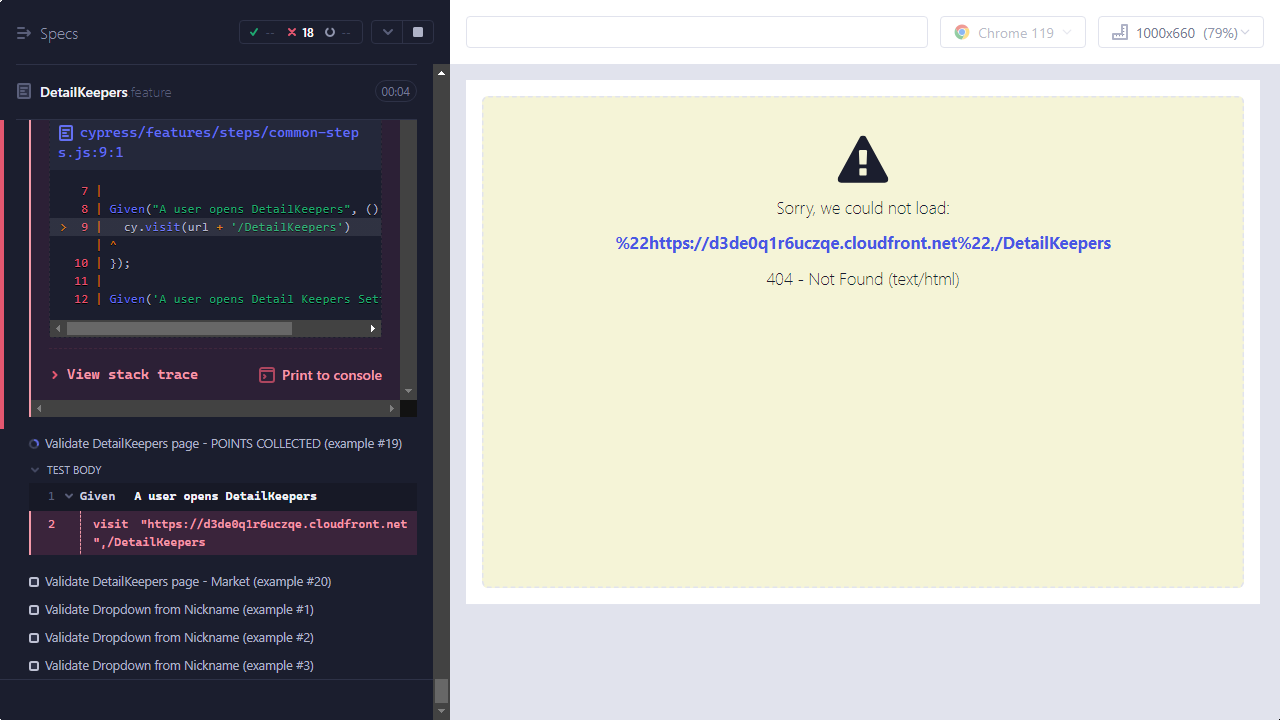 Specs
-- 18 --
Chrome 119
1000x660 (79%)
DetailKeepers feature
00:04
cypress/features/steps/common-step
s.js:9:1
7 |
8 | Given("A user opens DetailKeepers", ()
> 9 | cy.visit(url + '/DetailKeepers')
| ^
10 | });
11 |
12 | Given('A user opens Detail Keepers Set
View stack trace
Print to console
Validate DetailKeepers page - POINTS COLLECTED (example #19)
TEST BODY
1 Given A user opens DetailKeepers
2 visit "https://d3de0q1r6uczqe.cloudfront.net
",/DetailKeepers
Validate DetailKeepers page - Market (example #20)
Validate Dropdown from Nickname (example #1)
Validate Dropdown from Nickname (example #2)
Validate Dropdown from Nickname (example #3)
Sorry, we could not load:
%22https://d3de0q1r6uczqe.cloudfront.net%22,/DetailKeepers
404 - Not Found (text/html)